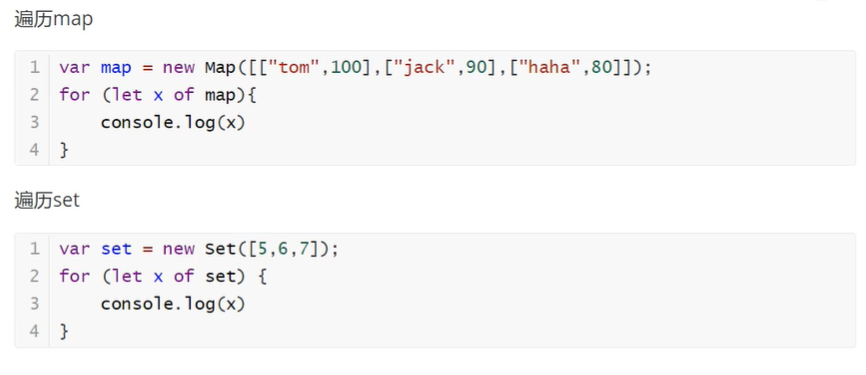 遍历map
1 var map = new Map([["tom",100],["jack",90],["haha",80]]);
2 for (let x of map){
3     console.log(x)
4 }
遍历set
1 var set = new Set([5,6,7]);
2 for (let x of set) {
3     console.log(x)
4 }